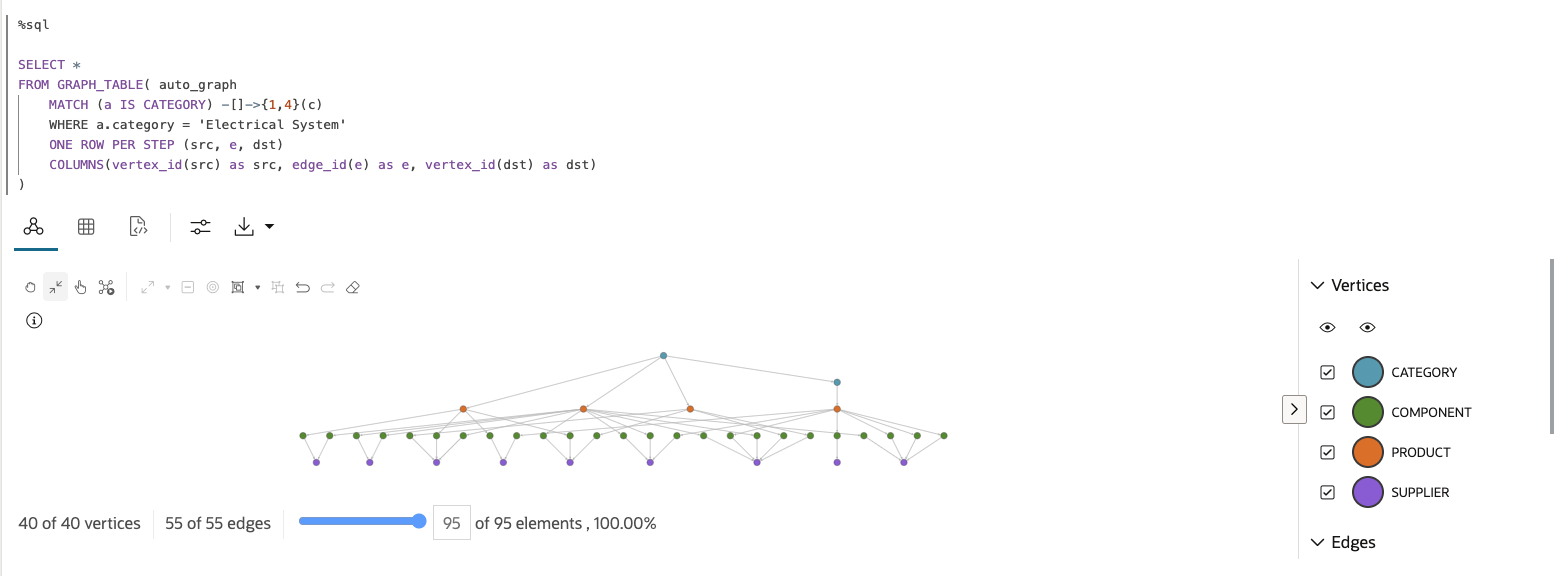 %sql
SELECT *
FROM GRAPH_TABLE( auto_graph
MATCH (a IS CATEGORY) -[]->{1,4}(c)
WHERE a.category = 'Electrical System'
ONE ROW PER STEP (src, e, dst)
COLUMNS(vertex_id(src) as src, edge_id(e) as e, vertex_id(dst) as dst)
)
Vertices
CATEGORY
COMPONENT
PRODUCT
SUPPLIER
Edges
40 of 40 vertices
55 of 55 edges
95 of 95 elements , 100.00%